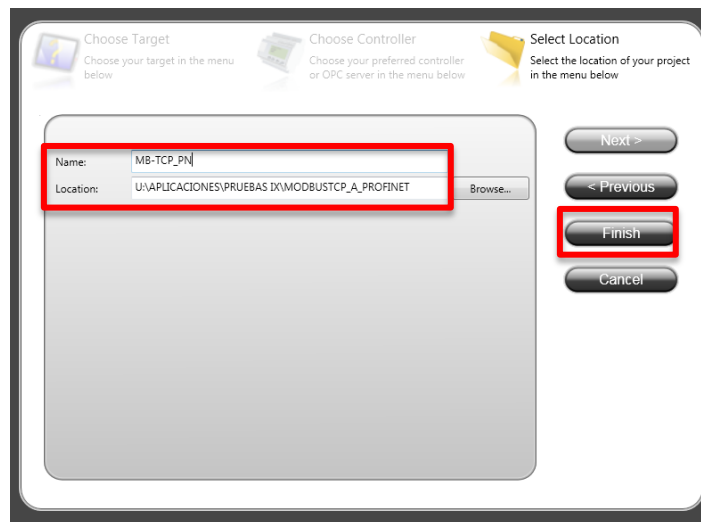 Choose Target
Choose your target in the menu
below
Choose Controller
Choose your preferred controller
or OPC server in the menu below
Select Location
Select the location of your project
in the menu below
Name:
MB-TCP_PN
Location:
U:\APLICACIONES\PRUEBAS IX\MODBUSTCP_A_PROFINET
Browse...
Next >
< Previous
Finish
Cancel